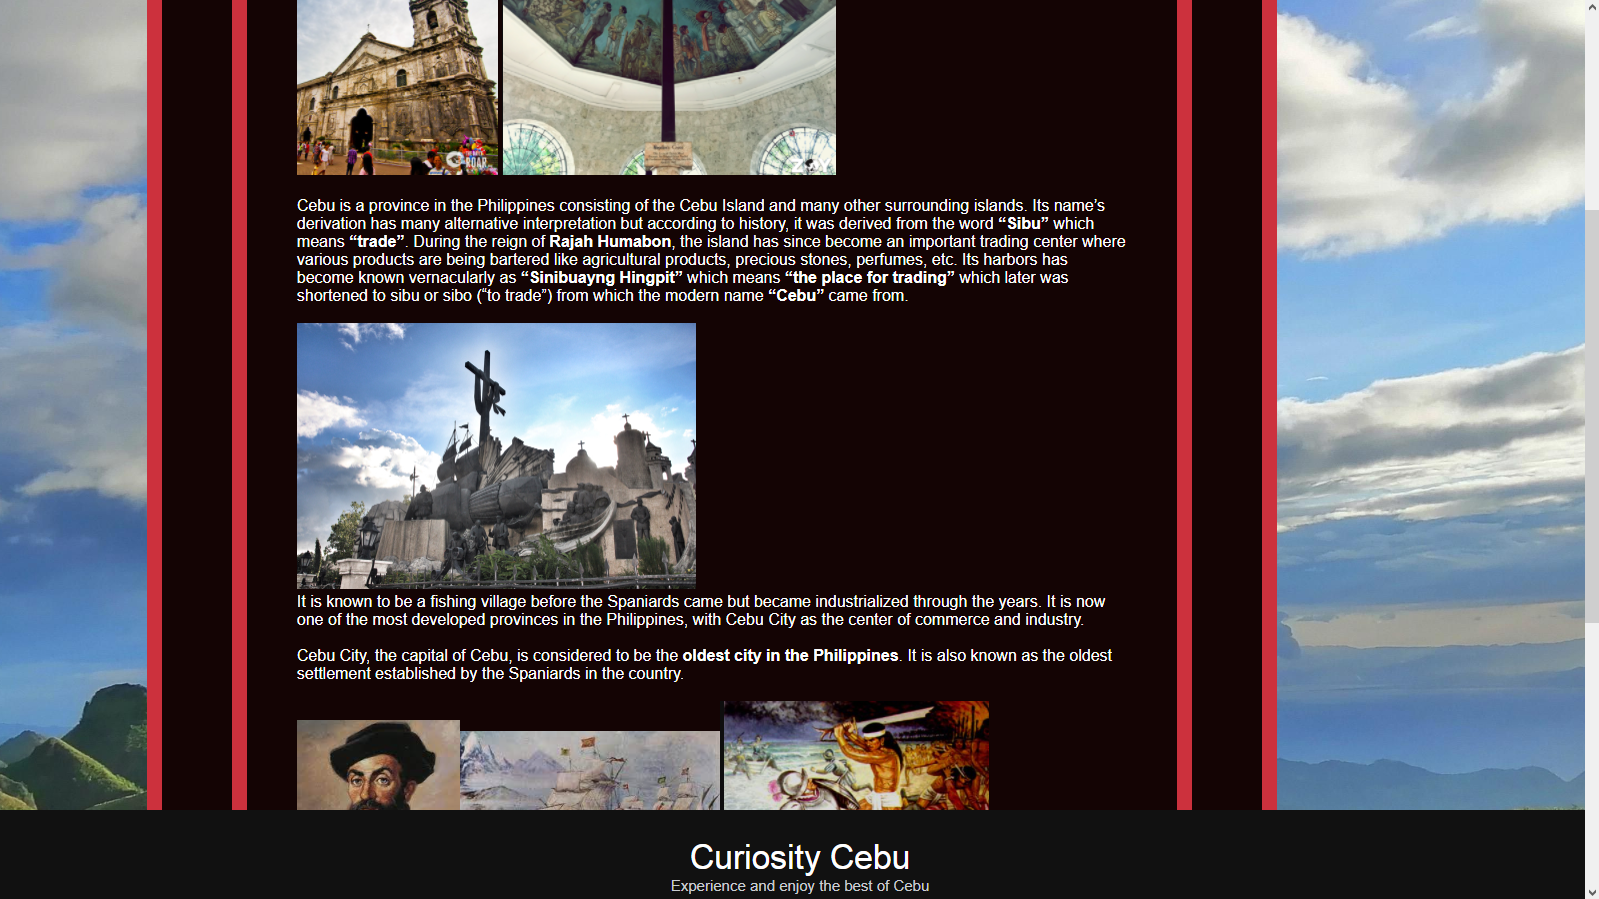 ROAR
ZOY
Cebu is a province in the Philippines consisting of the Cebu Island and many other surrounding islands. Its name’s
derivation has many alternative interpretation but according to history, it was derived from the word “Sibu” which
means “trade”. During the reign of Rajah Humabon, the island has since become an important trading center where
various products are being bartered like agricultural products, precious stones, perfumes, etc. Its harbors has
become known vernacularly as “Sinibuayng Hingpit” which means “the place for trading” which later was
shortened to sibu or sibo (“to trade”) from which the modern name “Cebu” came from.
It is known to be a fishing village before the Spaniards came but became industrialized through the years. It is now
one of the most developed provinces in the Philippines, with Cebu City as the center of commerce and industry.
Cebu City, the capital of Cebu, is considered to be the oldest city in the Philippines. It is also known as the oldest
settlement established by the Spaniards in the country.
Curiosity Cebu
Experience and enjoy the best of Cebu